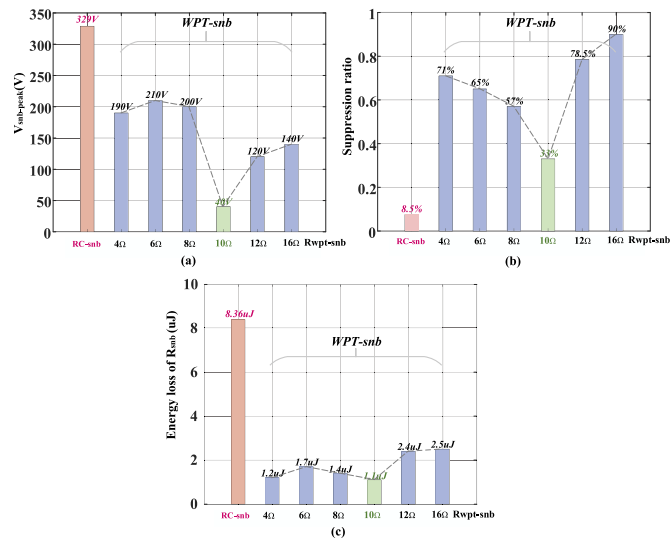 329V
WPT-snb
350
300
250
200
150
100
50
0
V_snb-peak(V)
190V
210V
200V
40V
120V
140V
RC-snb 4Ω 6Ω 8Ω 10Ω 12Ω 16Ω Rwpt-snb
(a)
WPT-snb
1
0.8
0.6
0.4
0.2
0
Suppression ratio
8.5%
71%
65%
57%
33%
78.5%
90%
RC-snb 4Ω 6Ω 8Ω 10Ω 12Ω 16Ω Rwpt-snb
(b)
10
8
6
4
2
0
Energy loss of R_snb (uJ)
8.36uJ
WPT-snb
1.2uJ
1.7uJ
1.4uJ
1.1uJ
2.4uJ
2.5uJ
RC-snb 4Ω 6Ω 8Ω 10Ω 12Ω 16Ω Rwpt-snb
(c)